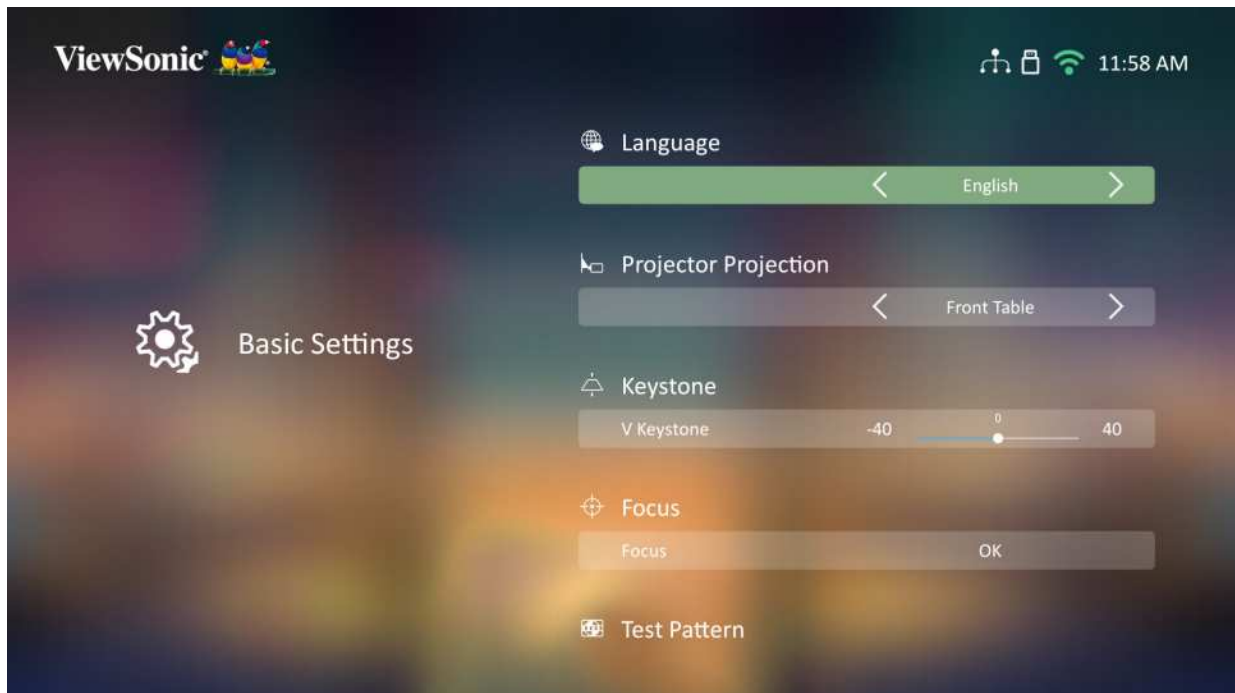 ViewSonic®
11:58 AM
Language
English
Projector Projection
Front Table
Basic Settings
Keystone
V Keystone -40 0 40
Focus
Focus OK
Test Pattern